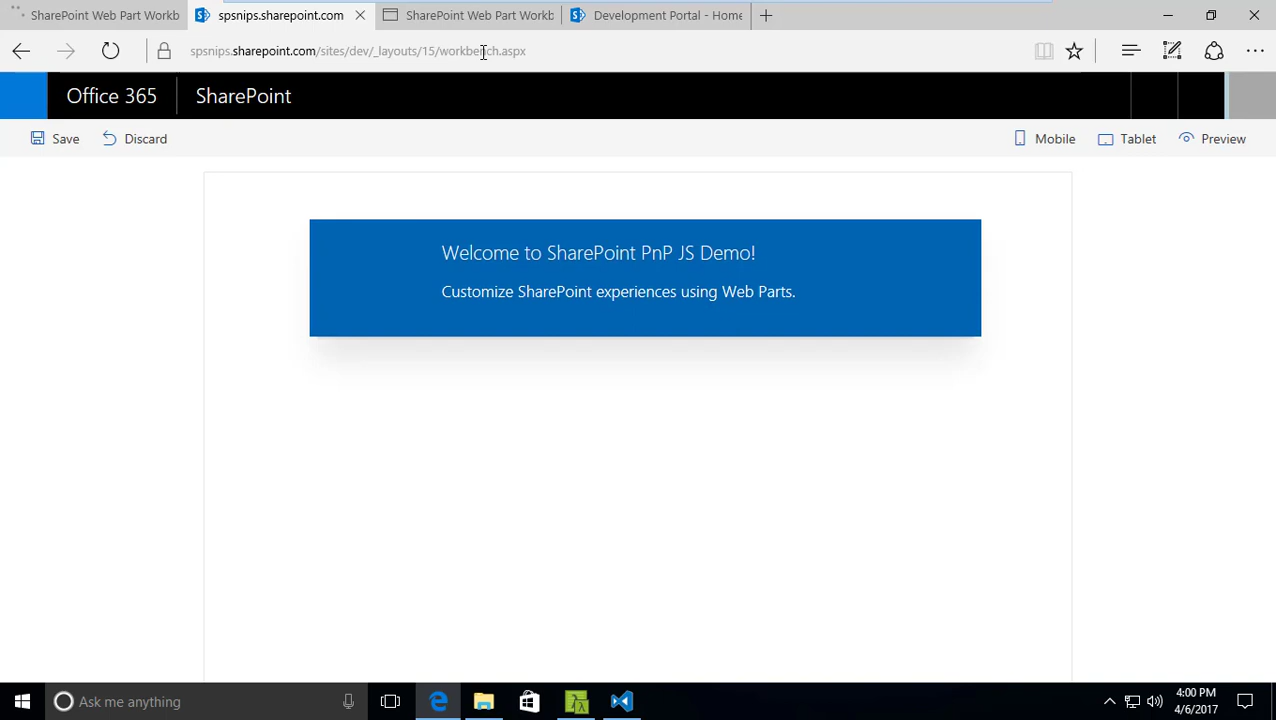 SharePoint Web Part Workb
spsnips.sharepoint.com
SharePoint Web Part Workb
Development Portal - Home
spsnips.sharepoint.com/sites/dev/_layouts/15/workbench.aspx
Office 365
SharePoint
Save
Discard
Mobile
Tablet
Preview
Welcome to SharePoint PnP JS Demo!
Customize SharePoint experiences using Web Parts.
Ask me anything
4:00 PM
4/6/2017